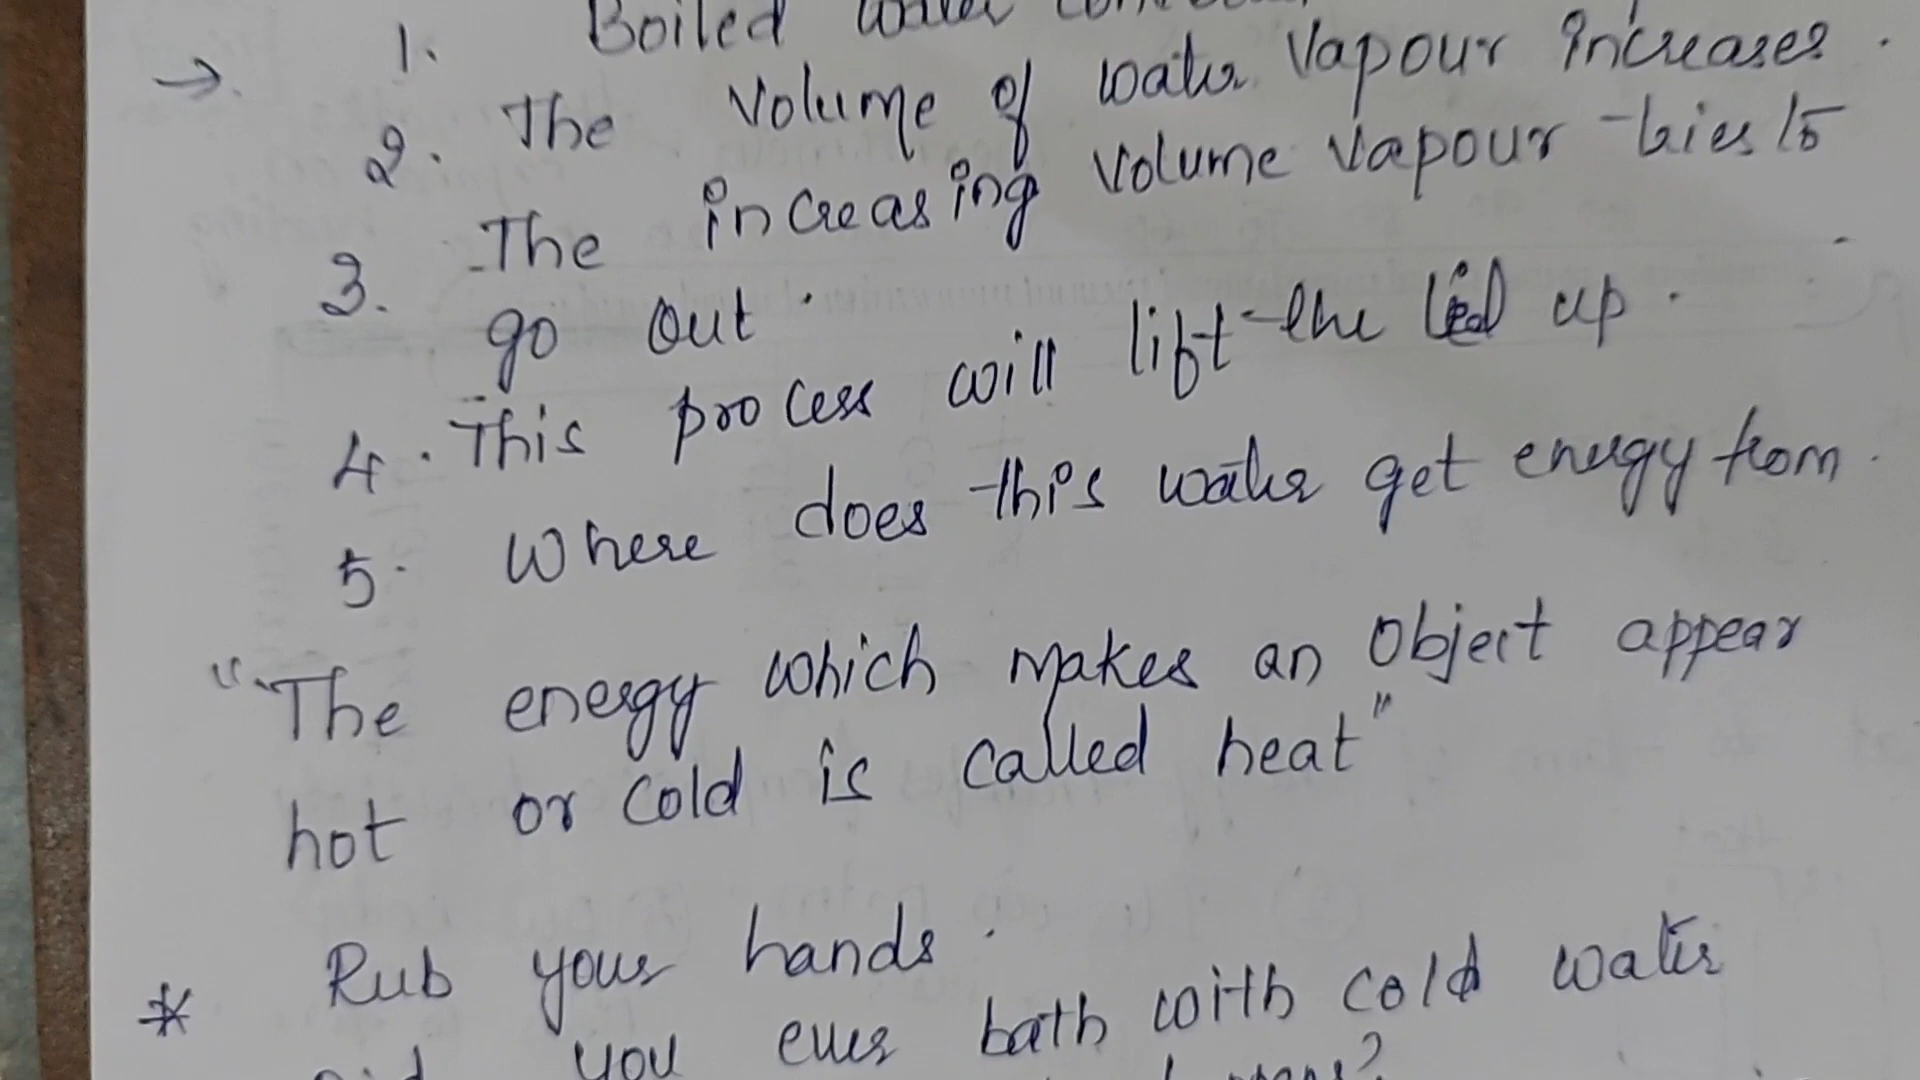 → 1. Boiled water
2. The volume of water vapour increases.
3. The increasing volume vapour tries to
go out.
4. This process will lift the lid up.
5. Where does this water get energy from.
"The energy which makes an Object appear
hot or cold is called heat"
* Rub your hands.
Did you ever bath with cold water